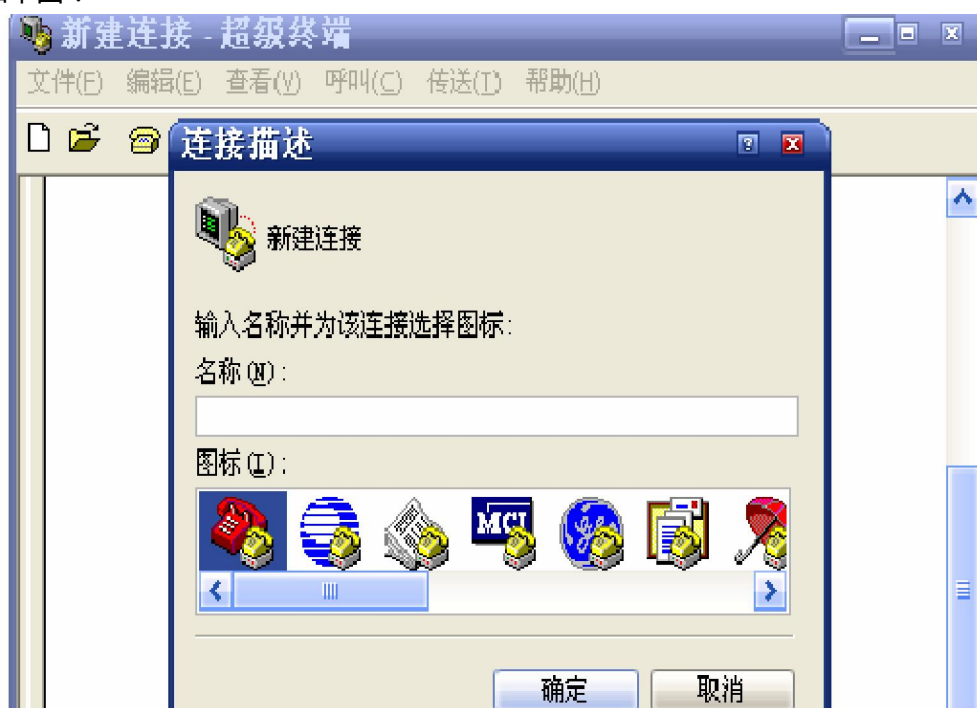 新建连接 - 超级终端
文件(F) 编辑(E) 查看(V) 呼叫(C) 传送(T) 帮助(H)
连接描述
新建连接
输入名称并为该连接选择图标:
名称(N):
图标(I):
MCI
确定 取消